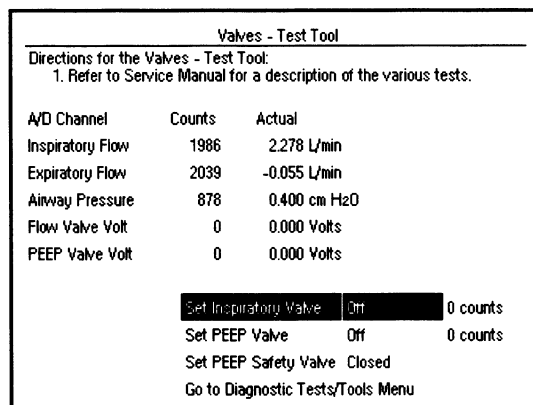 Valves - Test Tool
Directions for the Valves - Test Tool:
1. Refer to Service Manual for a description of the various tests.
A/D Channel Counts Actual
Inspiratory Flow 1986 2.278 L/min
Expiratory Flow 2039 -0.055 L/min
Airway Pressure 878 0.400 cm H2O
Flow Valve Volt 0 0.000 Volts
PEEP Valve Volt 0 0.000 Volts
Set Inspiratory Valve Off 0 counts
Set PEEP Valve Off 0 counts
Set PEEP Safety Valve Closed
Go to Diagnostic Tests/Tools Menu